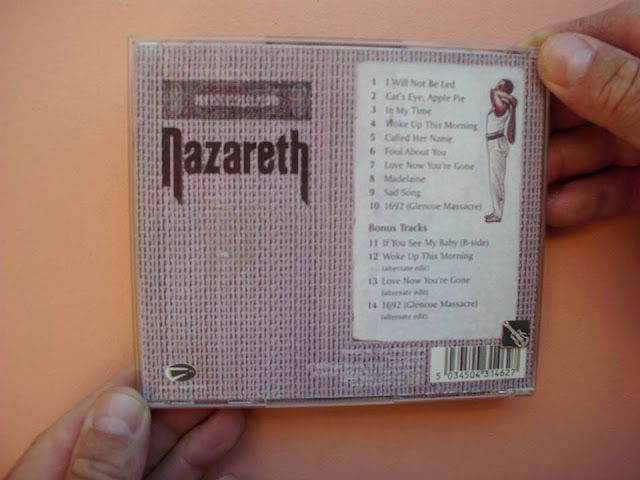 Nazareth
1 I Will Not Be Led
2 Cat's Eye, Apple Pie
3 In My Time
4 Woke Up This Morning
5 Called Her Name
6 Fool About You
7 Love Now You're Gone
8 Madelaine
9 Sad Song
10 1692 (Glencoe Massacre)
Bonus Tracks
11 If You See My Baby (B-side)
12 Woke Up This Morning
(alternate edit)
13 Love Now You're Gone
(alternate edit)
14 1692 (Glencoe Massacre)
(alternate edit)
5 034504 314627